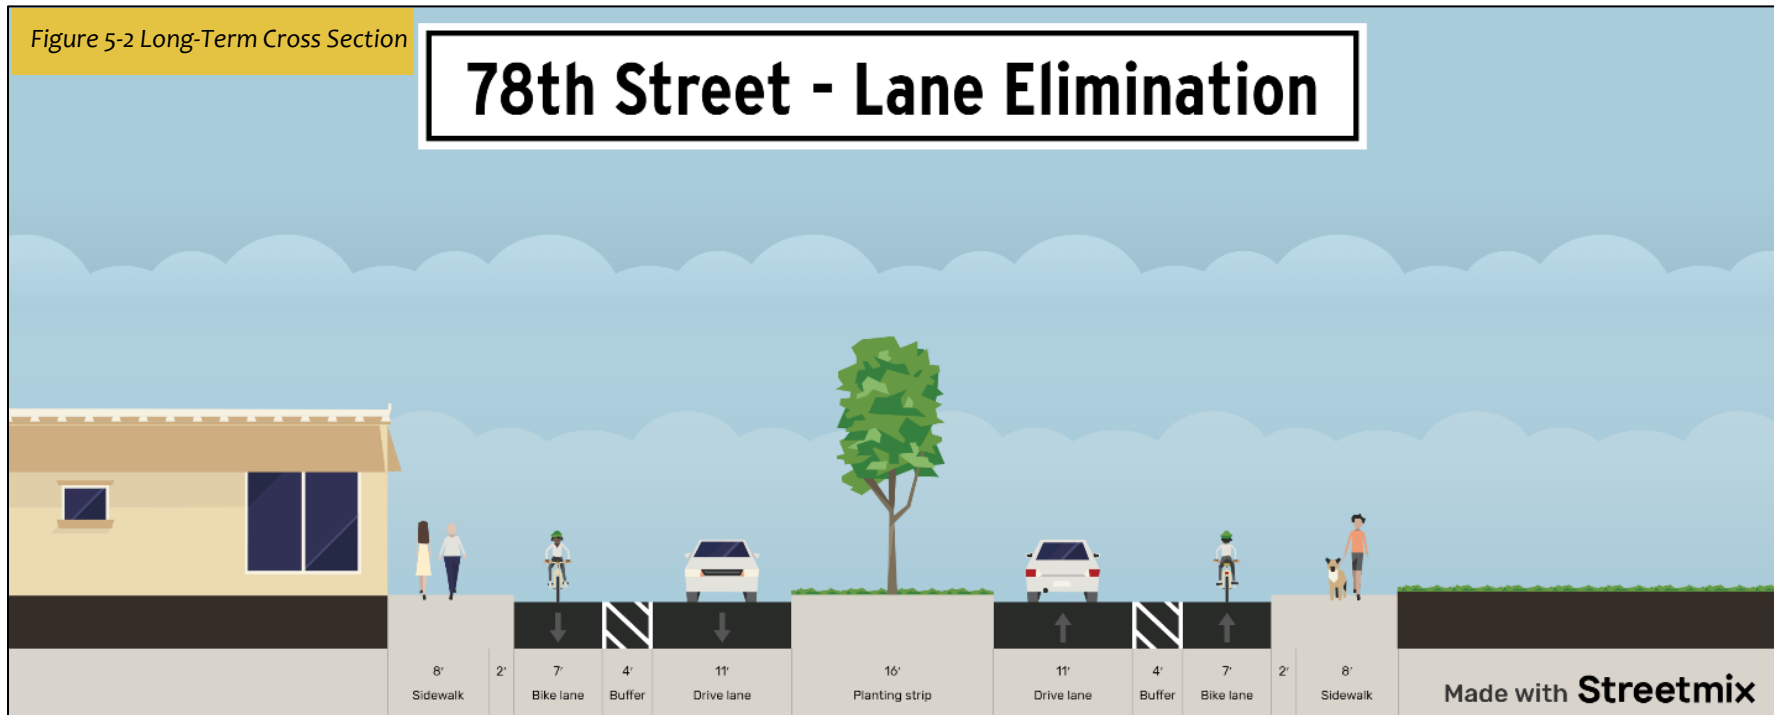 Figure 5-2 Long-Term Cross Section
78th Street - Lane Elimination
8' 2' 7' 4' 11' 16' 11' 4' 7' 2' 8'
Sidewalk Bike lane Buffer Drive lane Planting strip Drive lane Buffer Bike lane Sidewalk
Made with Streetmix